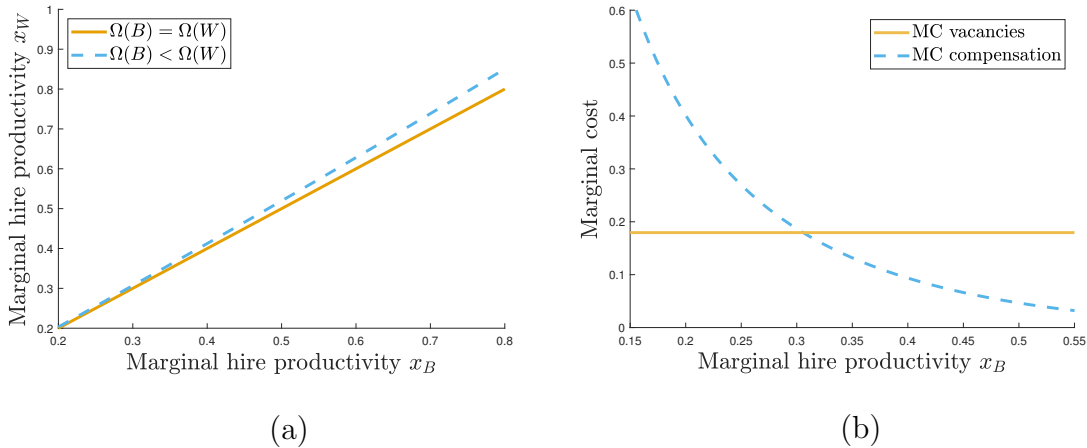 Ω(B) = Ω(W)
Ω(B) < Ω(W)
Marginal hire productivity x_W
1
0.9
0.8
0.7
0.6
0.5
0.4
0.3
0.2
0.2 0.3 0.4 0.5 0.6 0.7 0.8
Marginal hire productivity x_B
(a)
MC vacancies
MC compensation
Marginal cost
0.6
0.5
0.4
0.3
0.2
0.1
0
0.15 0.2 0.25 0.3 0.35 0.4 0.45 0.5 0.55
Marginal hire productivity x_B
(b)